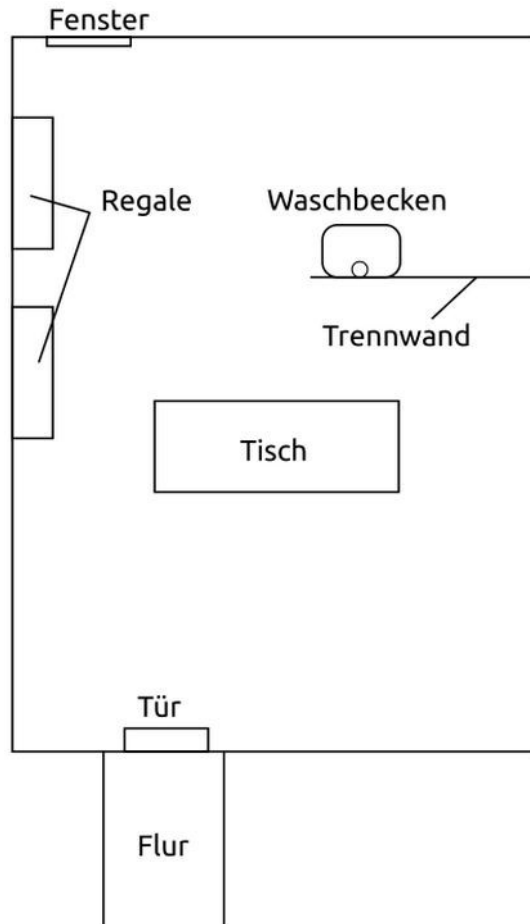 Fenster
Regale
Waschbecken
Trennwand
Tisch
Tür
Flur